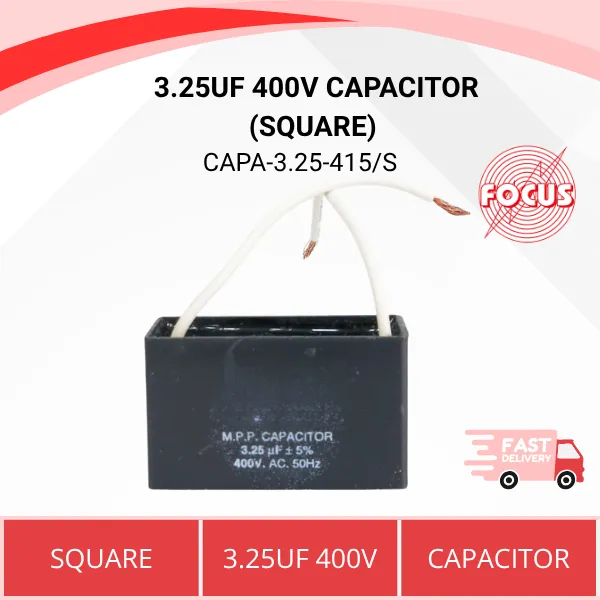 3.25UF 400V CAPACITOR
(SQUARE)
CAPA-3.25-415/S
FOCUS
M.P.P. CAPACITOR
3.25 µF ± 5%
400V. AC. 50Hz
FAST
DELIVERY
SQUARE
3.25UF 400V
CAPACITOR